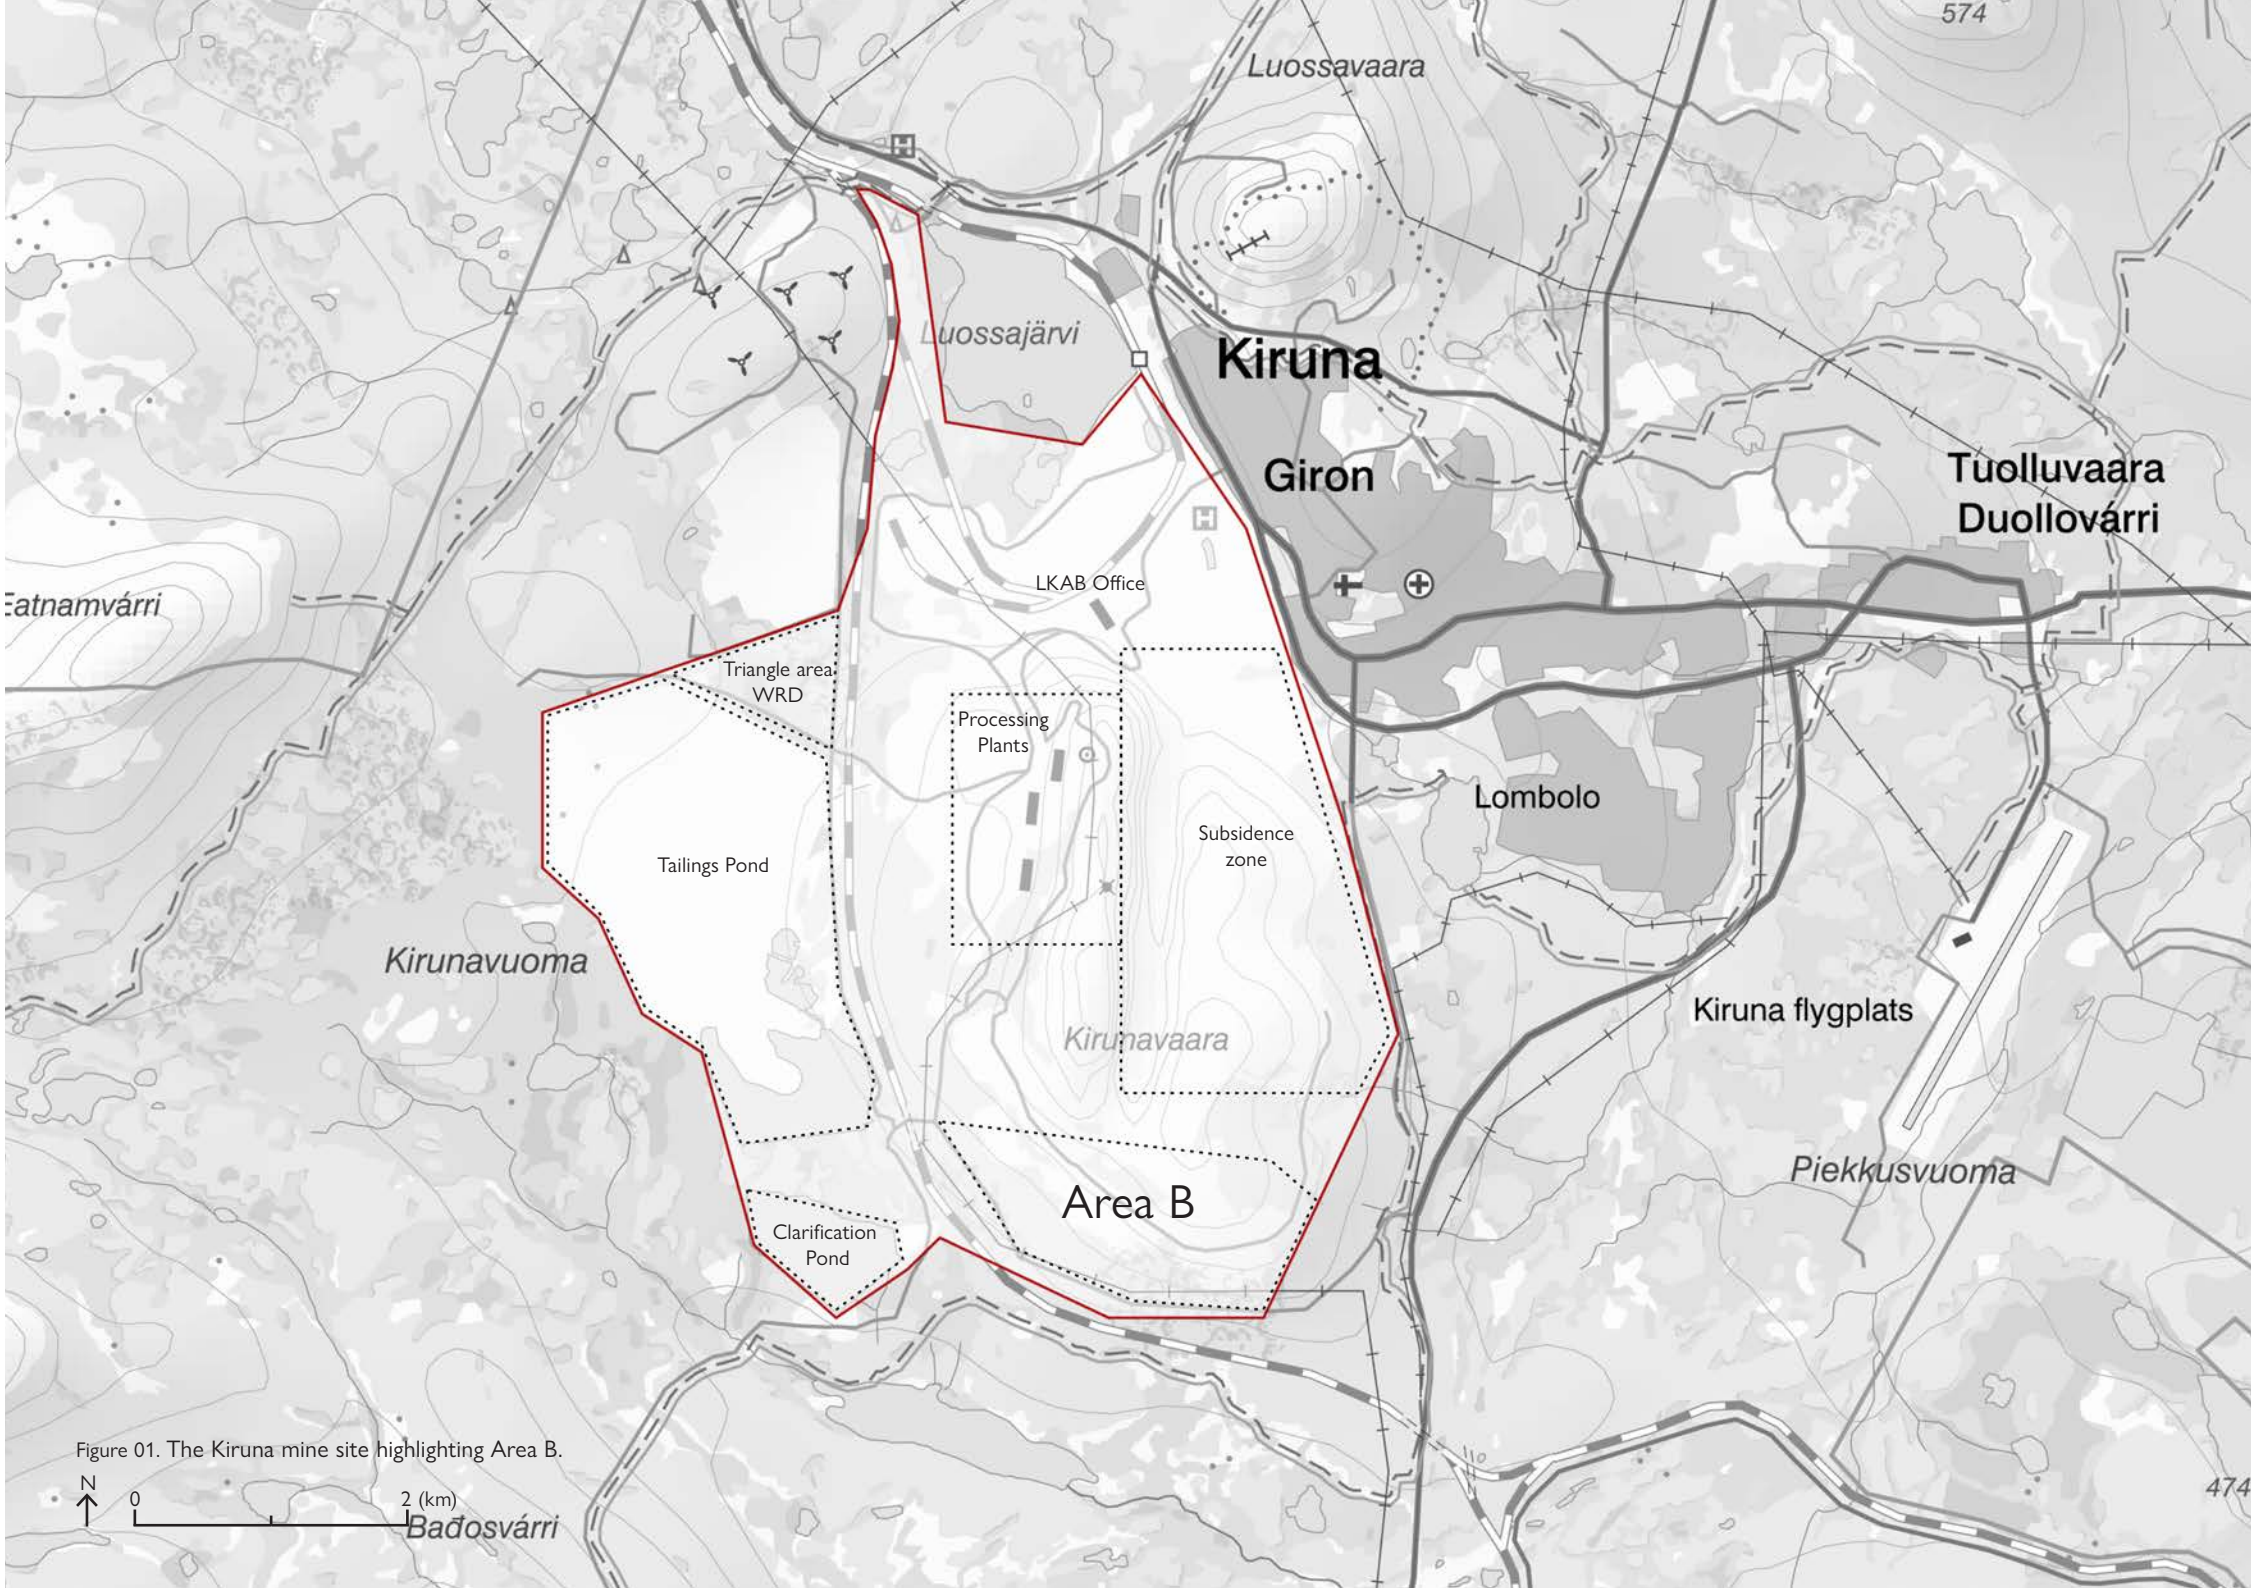 574
Luossavaara
Luossajärvi
Kiruna
Giron
Tuolluvaara
Duollovárri
LKAB Office
Eatnamvárri
Triangle area
WRD
Processing
Plants
Lombolo
Subsidence
zone
Tailings Pond
Kirunavuoma
Kiruna flygplats
Kirunavaara
Piekkusvuoma
Area B
Clarification
Pond
Figure 01. The Kiruna mine site highlighting Area B.
N
0
2 (km)
474
Bađosvárri